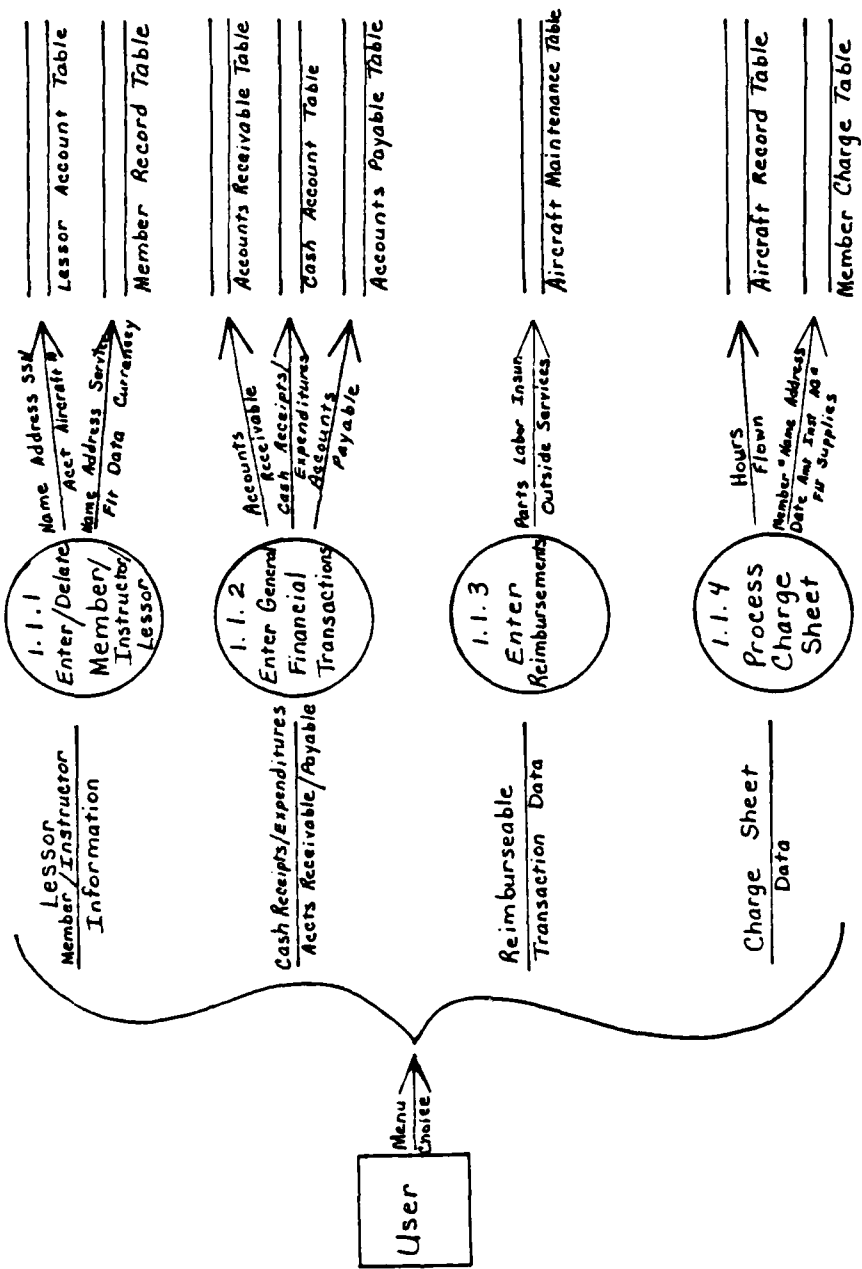 User
Menu
Choice
Lessor
Member/Instructor
Information
1.1.1
Enter/Delete
Member/
Instructor/
Lessor
Name Address SSN
Acct Aircraft #
Name Address Service
Flt Data Currency
Lessor Account Table
Member Record Table
Cash Receipts/Expenditures
Accts Receivable/Payable
1.1.2
Enter General
Financial
Transactions
Accounts
Receivable
Cash Receipts/
Expenditures
Accounts
Payable
Accounts Receivable Table
Cash Account Table
Accounts Payable Table
Reimburseable
Transaction Data
1.1.3
Enter
Reimbursements
Parts Labor Insur
Outside Services
Aircraft Maintenance Table
Charge Sheet
Data
1.1.4
Process
Charge
Sheet
Hours
Flown
Member # Name Address
Date Amt Inst
Flt Supplies
Aircraft Record Table
Member Charge Table